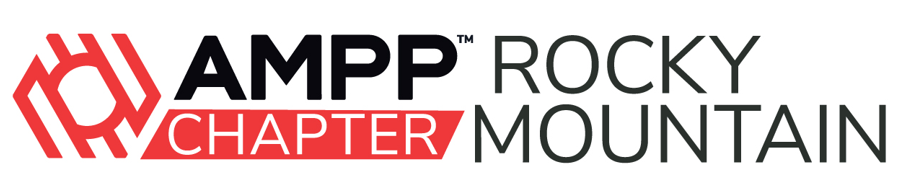 AMPP™ ROCKY
CHAPTER MOUNTAIN